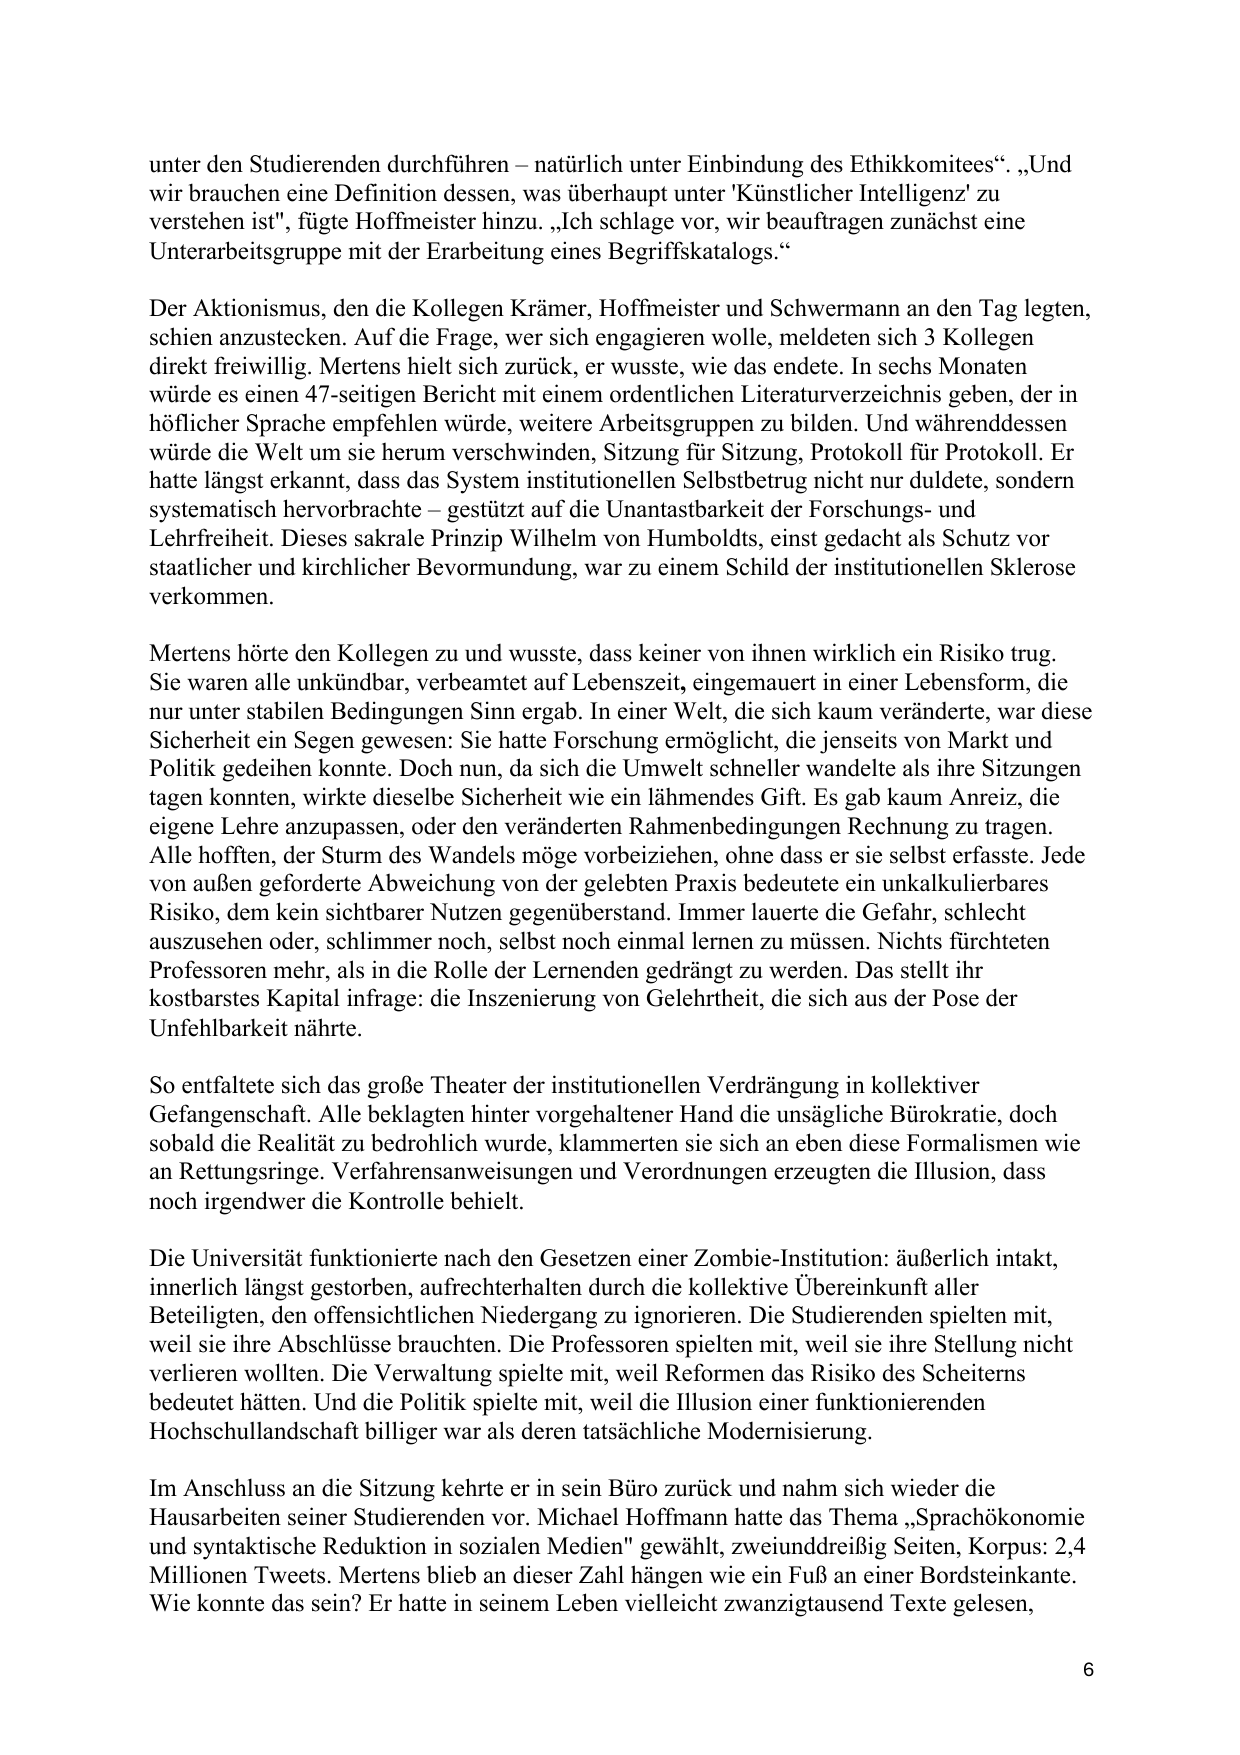 unter den Studierenden durchführen – natürlich unter Einbindung des Ethikkomitees“. „Und
wir brauchen eine Definition dessen, was überhaupt unter 'Künstlicher Intelligenz' zu
verstehen ist", fügte Hoffmeister hinzu. „Ich schlage vor, wir beauftragen zunächst eine
Unterarbeitsgruppe mit der Erarbeitung eines Begriffskatalogs.“
Der Aktionismus, den die Kollegen Krämer, Hoffmeister und Schwermann an den Tag legten,
schien anzustecken. Auf die Frage, wer sich engagieren wolle, meldeten sich 3 Kollegen
direkt freiwillig. Mertens hielt sich zurück, er wusste, wie das endete. In sechs Monaten
würde es einen 47-seitigen Bericht mit einem ordentlichen Literaturverzeichnis geben, der in
höflicher Sprache empfehlen würde, weitere Arbeitsgruppen zu bilden. Und währenddessen
würde die Welt um sie herum verschwinden, Sitzung für Sitzung, Protokoll für Protokoll. Er
hatte längst erkannt, dass das System institutionellen Selbstbetrug nicht nur duldete, sondern
systematisch hervorbrachte – gestützt auf die Unantastbarkeit der Forschungs- und
Lehrfreiheit. Dieses sakrale Prinzip Wilhelm von Humboldts, einst gedacht als Schutz vor
staatlicher und kirchlicher Bevormundung, war zu einem Schild der institutionellen Sklerose
verkommen.
Mertens hörte den Kollegen zu und wusste, dass keiner von ihnen wirklich ein Risiko trug.
Sie waren alle unkündbar, verbeamtet auf Lebenszeit, eingemauert in einer Lebensform, die
nur unter stabilen Bedingungen Sinn ergab. In einer Welt, die sich kaum veränderte, war diese
Sicherheit ein Segen gewesen: Sie hatte Forschung ermöglicht, die jenseits von Markt und
Politik gedeihen konnte. Doch nun, da sich die Umwelt schneller wandelte als ihre Sitzungen
tagen konnten, wirkte dieselbe Sicherheit wie ein lähmendes Gift. Es gab kaum Anreiz, die
eigene Lehre anzupassen, oder den veränderten Rahmenbedingungen Rechnung zu tragen.
Alle hofften, der Sturm des Wandels möge vorbeiziehen, ohne dass er sie selbst erfasste. Jede
von außen geforderte Abweichung von der gelebten Praxis bedeutete ein unkalkulierbares
Risiko, dem kein sichtbarer Nutzen gegenüberstand. Immer lauerte die Gefahr, schlecht
auszusehen oder, schlimmer noch, selbst noch einmal lernen zu müssen. Nichts fürchteten
Professoren mehr, als in die Rolle der Lernenden gedrängt zu werden. Das stellt ihr
kostbarstes Kapital infrage: die Inszenierung von Gelehrtheit, die sich aus der Pose der
Unfehlbarkeit nährte.
So entfaltete sich das große Theater der institutionellen Verdrängung in kollektiver
Gefangenschaft. Alle beklagten hinter vorgehaltener Hand die unsägliche Bürokratie, doch
sobald die Realität zu bedrohlich wurde, klammerten sie sich an eben diese Formalismen wie
an Rettungsringe. Verfahrensanweisungen und Verordnungen erzeugten die Illusion, dass
noch irgendwer die Kontrolle behielt.
Die Universität funktionierte nach den Gesetzen einer Zombie-Institution: äußerlich intakt,
innerlich längst gestorben, aufrechterhalten durch die kollektive Übereinkunft aller
Beteiligten, den offensichtlichen Niedergang zu ignorieren. Die Studierenden spielten mit,
weil sie ihre Abschlüsse brauchten. Die Professoren spielten mit, weil sie ihre Stellung nicht
verlieren wollten. Die Verwaltung spielte mit, weil Reformen das Risiko des Scheiterns
bedeutet hätten. Und die Politik spielte mit, weil die Illusion einer funktionierenden
Hochschullandschaft billiger war als deren tatsächliche Modernisierung.
Im Anschluss an die Sitzung kehrte er in sein Büro zurück und nahm sich wieder die
Hausarbeiten seiner Studierenden vor. Michael Hoffmann hatte das Thema „Sprachökonomie
und syntaktische Reduktion in sozialen Medien" gewählt, zweiunddreißig Seiten, Korpus: 2,4
Millionen Tweets. Mertens blieb an dieser Zahl hängen wie ein Fuß an einer Bordsteinkante.
Wie konnte das sein? Er hatte in seinem Leben vielleicht zwanzigtausend Texte gelesen,
6